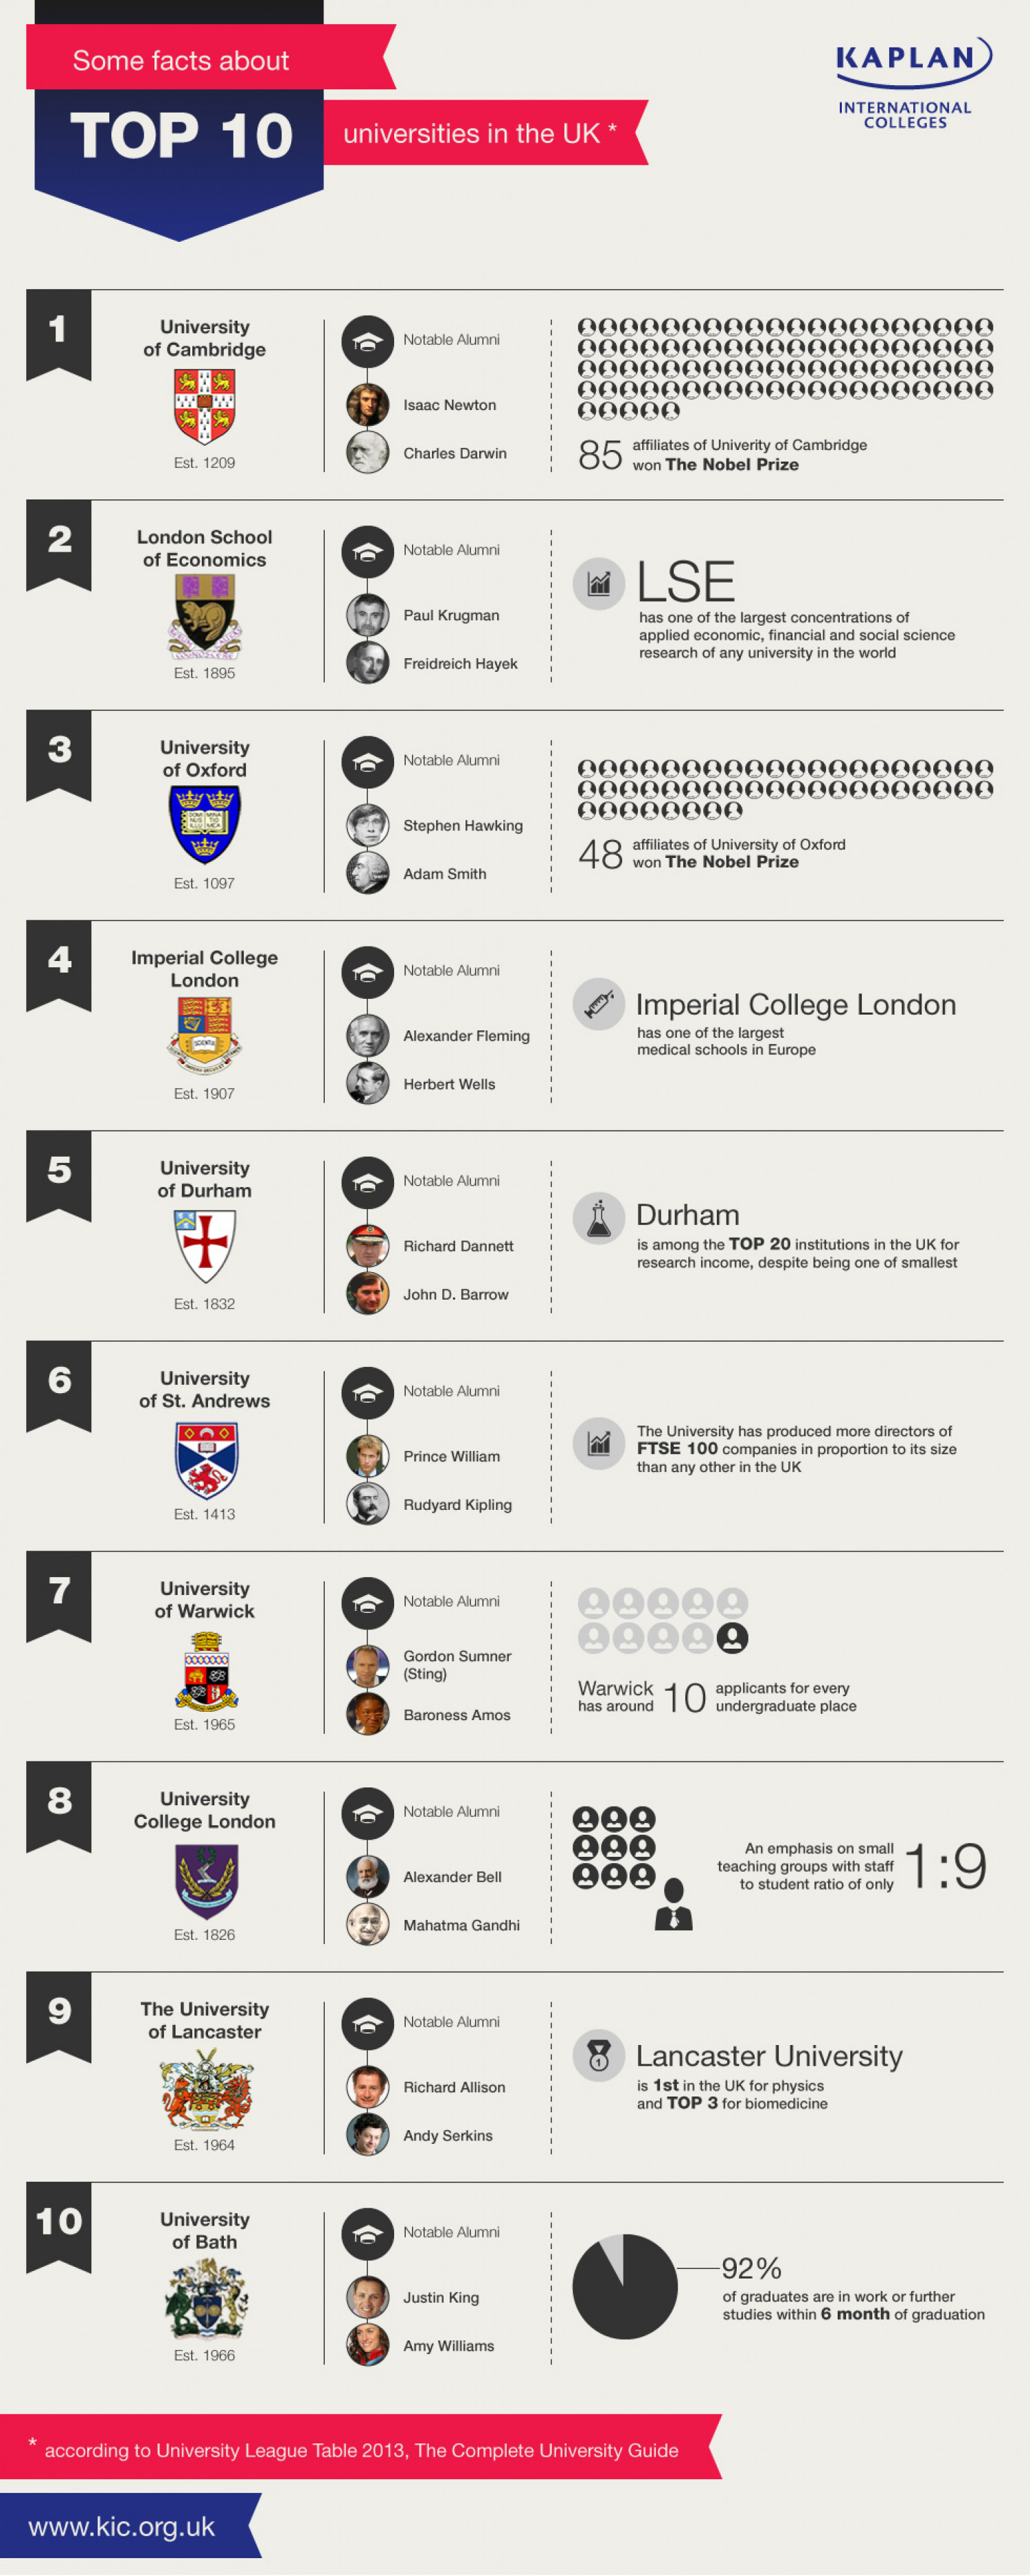 Some facts about
TOP 10
universities in the UK *
KAPLAN
INTERNATIONAL
COLLEGES
1
University
of Cambridge
Est. 1209
Notable Alumni
Isaac Newton
Charles Darwin
85
affiliates of Univerity of Cambridge
won The Nobel Prize
2
London School
of Economics
Est. 1895
Notable Alumni
Paul Krugman
Freidreich Hayek
LSE
has one of the largest concentrations of
applied economic, financial and social science
research of any university in the world
3
University
of Oxford
Est. 1097
Notable Alumni
Stephen Hawking
Adam Smith
48
affiliates of University of Oxford
won The Nobel Prize
4
Imperial College
London
Est. 1907
Notable Alumni
Alexander Fleming
Herbert Wells
Imperial College London
has one of the largest
medical schools in Europe
5
University
of Durham
Est. 1832
Notable Alumni
Richard Dannett
John D. Barrow
Durham
is among the TOP 20 institutions in the UK for
research income, despite being one of smallest
6
University
of St. Andrews
Est. 1413
Notable Alumni
Prince William
Rudyard Kipling
The University has produced more directors of
FTSE 100 companies in proportion to its size
than any other in the UK
7
University
of Warwick
Est. 1965
Notable Alumni
Gordon Sumner
(Sting)
Baroness Amos
Warwick
has around
10
applicants for every
undergraduate place
8
University
College London
Est. 1826
Notable Alumni
Alexander Bell
Mahatma Gandhi
An emphasis on small
teaching groups with staff
to student ratio of only
1:9
9
The University
of Lancaster
Est. 1964
Notable Alumni
Richard Allison
Andy Serkins
1
Lancaster University
is 1st in the UK for physics
and TOP 3 for biomedicine
10
University
of Bath
Est. 1966
Notable Alumni
Justin King
Amy Williams
92%
of graduates are in work or further
studies within 6 month of graduation
* according to University League Table 2013, The Complete University Guide
www.kic.org.uk